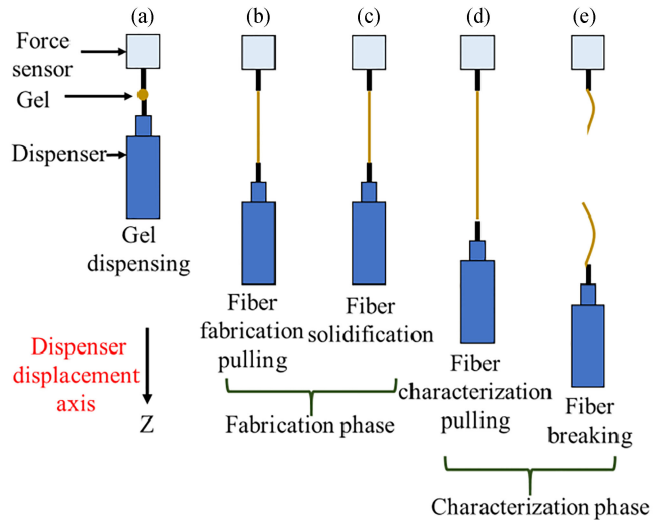 (a) (b) (c) (d) (e)
Force
sensor
Gel
Dispenser
Gel
dispensing
Fiber
fabrication
pulling
Fiber
solidification
Fiber
characterization
pulling
Fiber
breaking
Dispenser
displacement
axis
Z
Fabrication phase
Characterization phase